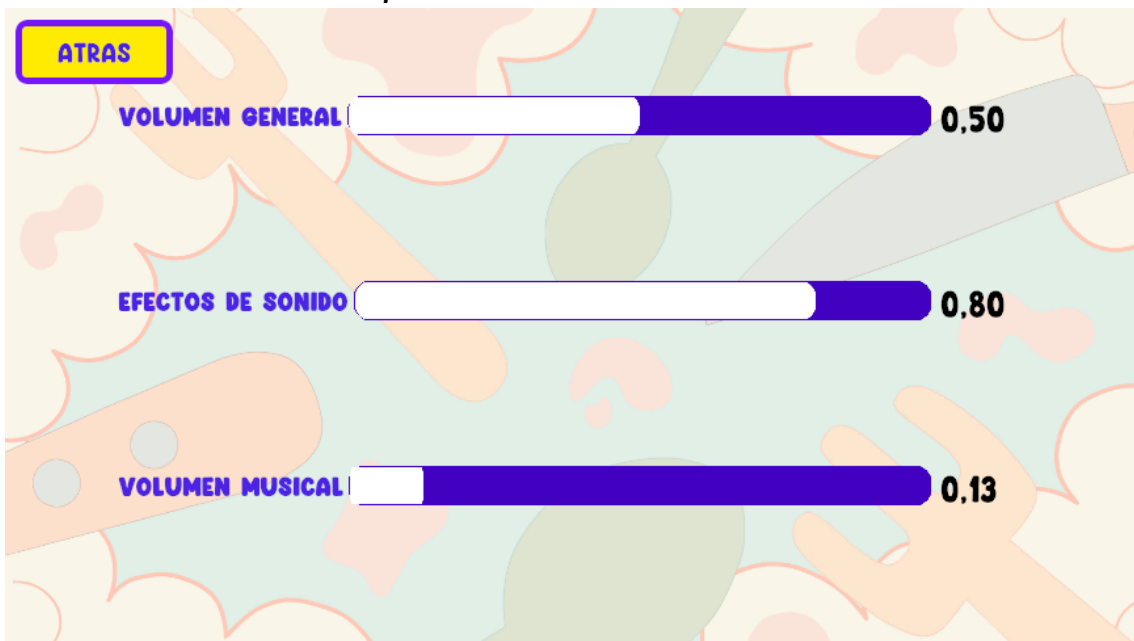 ATRAS
VOLUMEN GENERAL 0,50
EFECTOS DE SONIDO 0,80
VOLUMEN MUSICAL 0,13